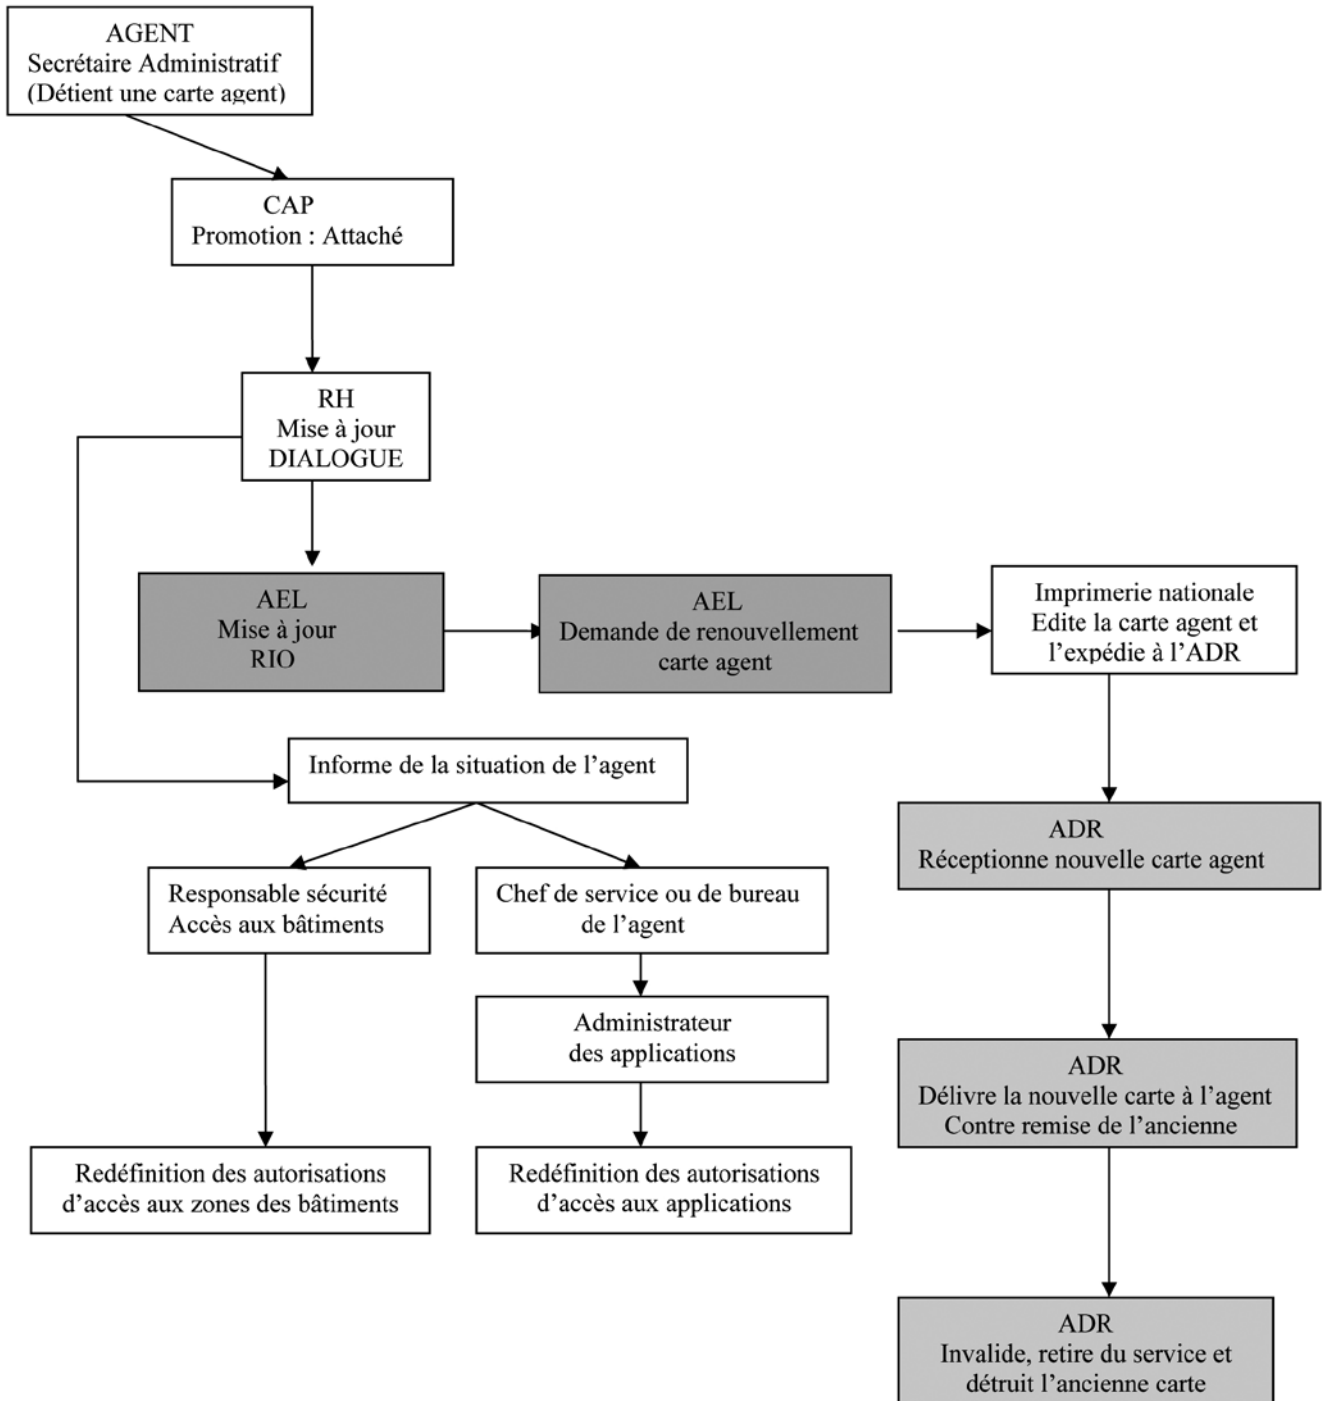 AGENT
Secrétaire Administratif
(Détient une carte agent)
CAP
Promotion : Attaché
RH
Mise à jour
DIALOGUE
AEL
Mise à jour
RIO
AEL
Demande de renouvellement
carte agent
Imprimerie nationale
Edite la carte agent et
l’expédie à l’ADR
Informe de la situation de l’agent
ADR
Réceptionne nouvelle carte agent
Responsable sécurité
Accès aux bâtiments
Chef de service ou de bureau
de l’agent
Administrateur
des applications
ADR
Délivre la nouvelle carte à l’agent
Contre remise de l’ancienne
Redéfinition des autorisations
d’accès aux zones des bâtiments
Redéfinition des autorisations
d’accès aux applications
ADR
Invalide, retire du service et
détruit l’ancienne carte